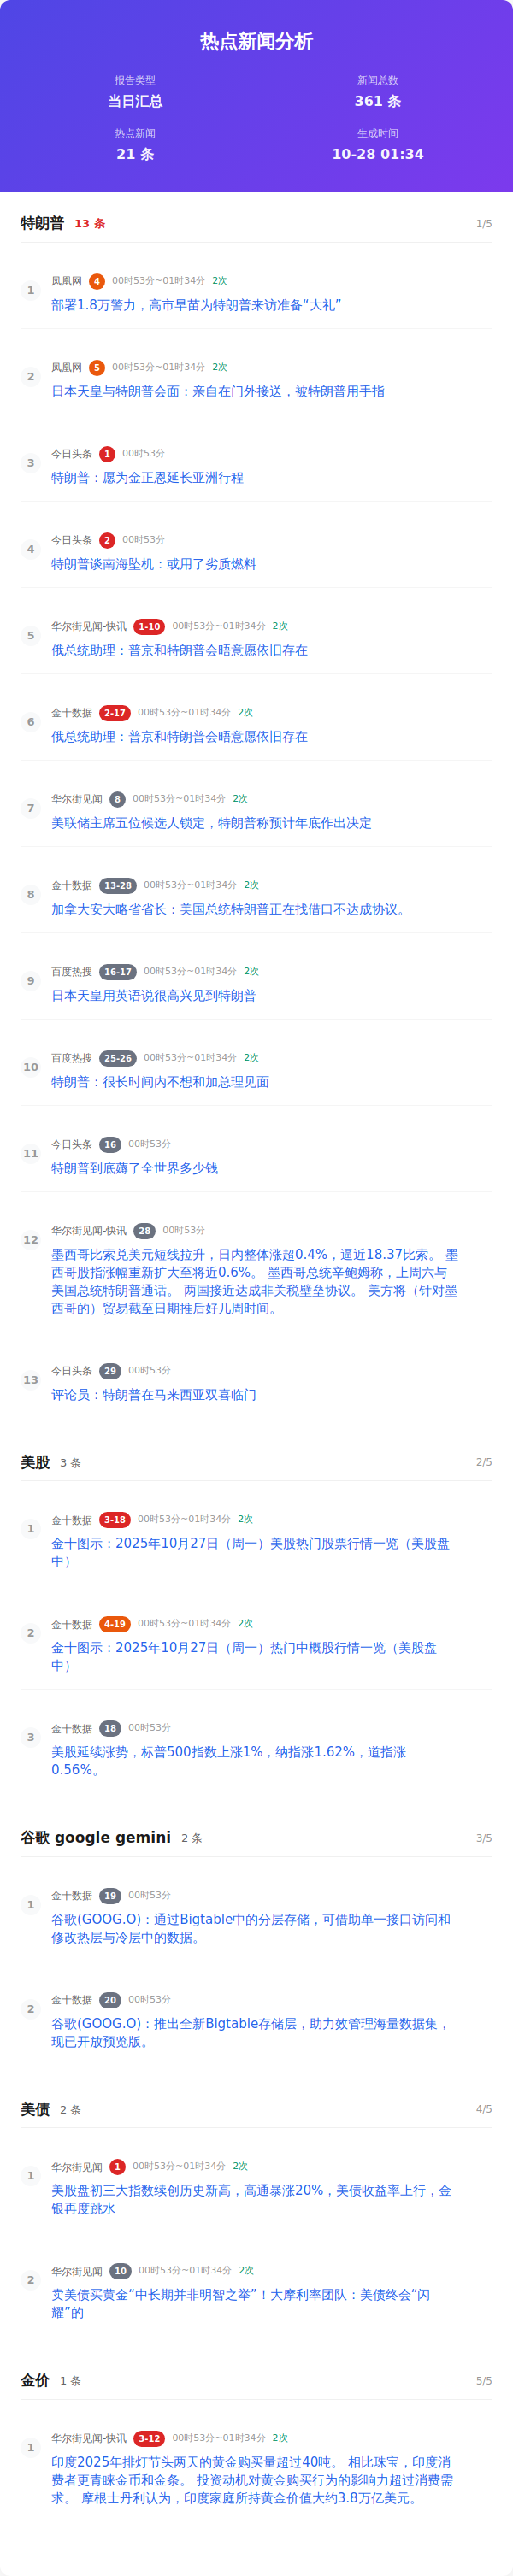 热点新闻分析
报告类型
当日汇总
新闻总数
361 条
热点新闻
21 条
生成时间
10-28 01:34
特朗普 13 条 1/5
1
凤凰网 4 00时53分~01时34分 2次
部署1.8万警力，高市早苗为特朗普来访准备“大礼”
2
凤凰网 5 00时53分~01时34分 2次
日本天皇与特朗普会面：亲自在门外接送，被特朗普用手指
3
今日头条 1 00时53分
特朗普：愿为金正恩延长亚洲行程
4
今日头条 2 00时53分
特朗普谈南海坠机：或用了劣质燃料
5
华尔街见闻-快讯 1-10 00时53分~01时34分 2次
俄总统助理：普京和特朗普会晤意愿依旧存在
6
金十数据 2-17 00时53分~01时34分 2次
俄总统助理：普京和特朗普会晤意愿依旧存在
7
华尔街见闻 8 00时53分~01时34分 2次
美联储主席五位候选人锁定，特朗普称预计年底作出决定
8
金十数据 13-28 00时53分~01时34分 2次
加拿大安大略省省长：美国总统特朗普正在找借口不达成协议。
9
百度热搜 16-17 00时53分~01时34分 2次
日本天皇用英语说很高兴见到特朗普
10
百度热搜 25-26 00时53分~01时34分 2次
特朗普：很长时间内不想和加总理见面
11
今日头条 16 00时53分
特朗普到底薅了全世界多少钱
12
华尔街见闻-快讯 28 00时53分
墨西哥比索兑美元短线拉升，日内整体涨超0.4%，逼近18.37比索。 墨
西哥股指涨幅重新扩大至将近0.6%。 墨西哥总统辛鲍姆称，上周六与
美国总统特朗普通话。 两国接近达成非关税壁垒协议。 美方将（针对墨
西哥的）贸易截至日期推后好几周时间。
13
今日头条 29 00时53分
评论员：特朗普在马来西亚双喜临门
美股 3 条 2/5
1
金十数据 3-18 00时53分~01时34分 2次
金十图示：2025年10月27日（周一）美股热门股票行情一览（美股盘
中）
2
金十数据 4-19 00时53分~01时34分 2次
金十图示：2025年10月27日（周一）热门中概股行情一览（美股盘
中）
3
金十数据 18 00时53分
美股延续涨势，标普500指数上涨1%，纳指涨1.62%，道指涨
0.56%。
谷歌 google gemini 2 条 3/5
1
金十数据 19 00时53分
谷歌(GOOG.O)：通过Bigtable中的分层存储，可借助单一接口访问和
修改热层与冷层中的数据。
2
金十数据 20 00时53分
谷歌(GOOG.O)：推出全新Bigtable存储层，助力效管理海量数据集，
现已开放预览版。
美债 2 条 4/5
1
华尔街见闻 1 00时53分~01时34分 2次
美股盘初三大指数续创历史新高，高通暴涨20%，美债收益率上行，金
银再度跳水
2
华尔街见闻 10 00时53分~01时34分 2次
卖美债买黄金“中长期并非明智之举”！大摩利率团队：美债终会“闪
耀”的
金价 1 条 5/5
1
华尔街见闻-快讯 3-12 00时53分~01时34分 2次
印度2025年排灯节头两天的黄金购买量超过40吨。 相比珠宝，印度消
费者更青睐金币和金条。 投资动机对黄金购买行为的影响力超过消费需
求。 摩根士丹利认为，印度家庭所持黄金价值大约3.8万亿美元。